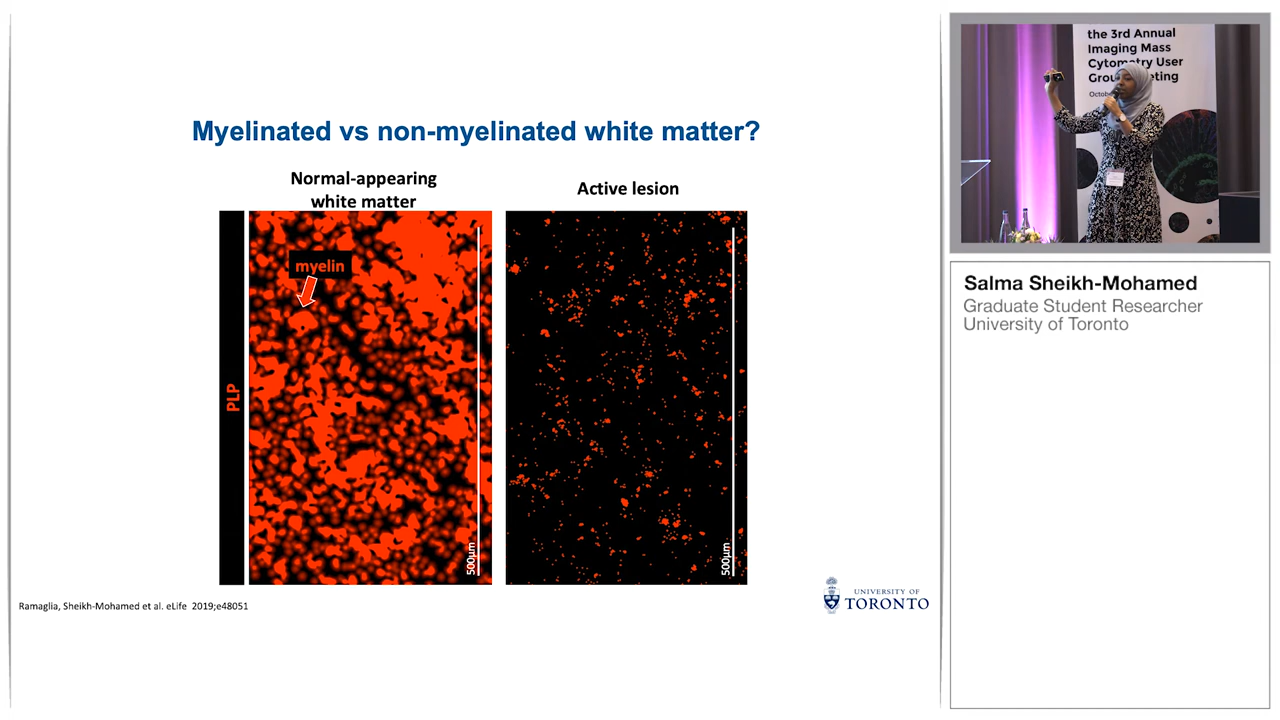 Myelinated vs non-myelinated white matter?
Normal-appearing
white matter
Active lesion
myelin
PLP
500µm
500µm
Ramaglia, Sheikh-Mohamed et al. eLife 2019;e48051
UNIVERSITY OF
TORONTO
the 3rd Annual
Imaging Mass
Cytometry User
Group Meeting
Salma Sheikh-Mohamed
Graduate Student Researcher
University of Toronto